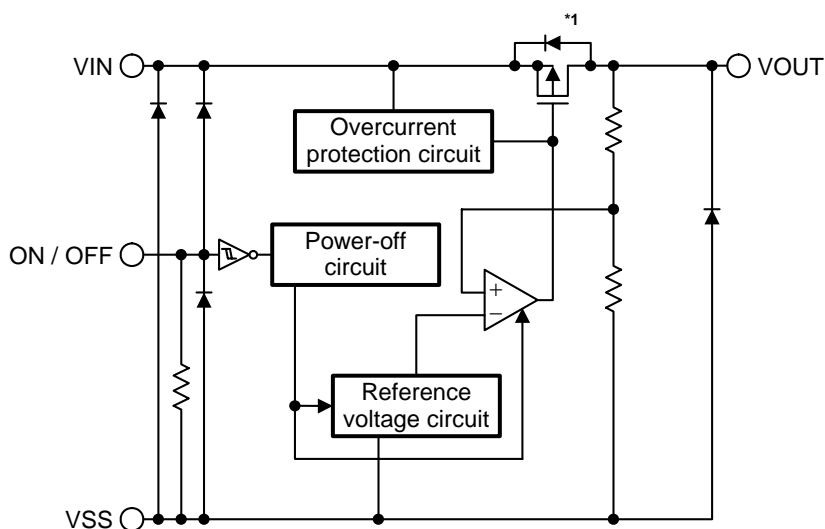 *1
VIN
VOUT
Overcurrent
protection circuit
ON / OFF
Power-off
circuit
+
−
Reference
voltage circuit
VSS